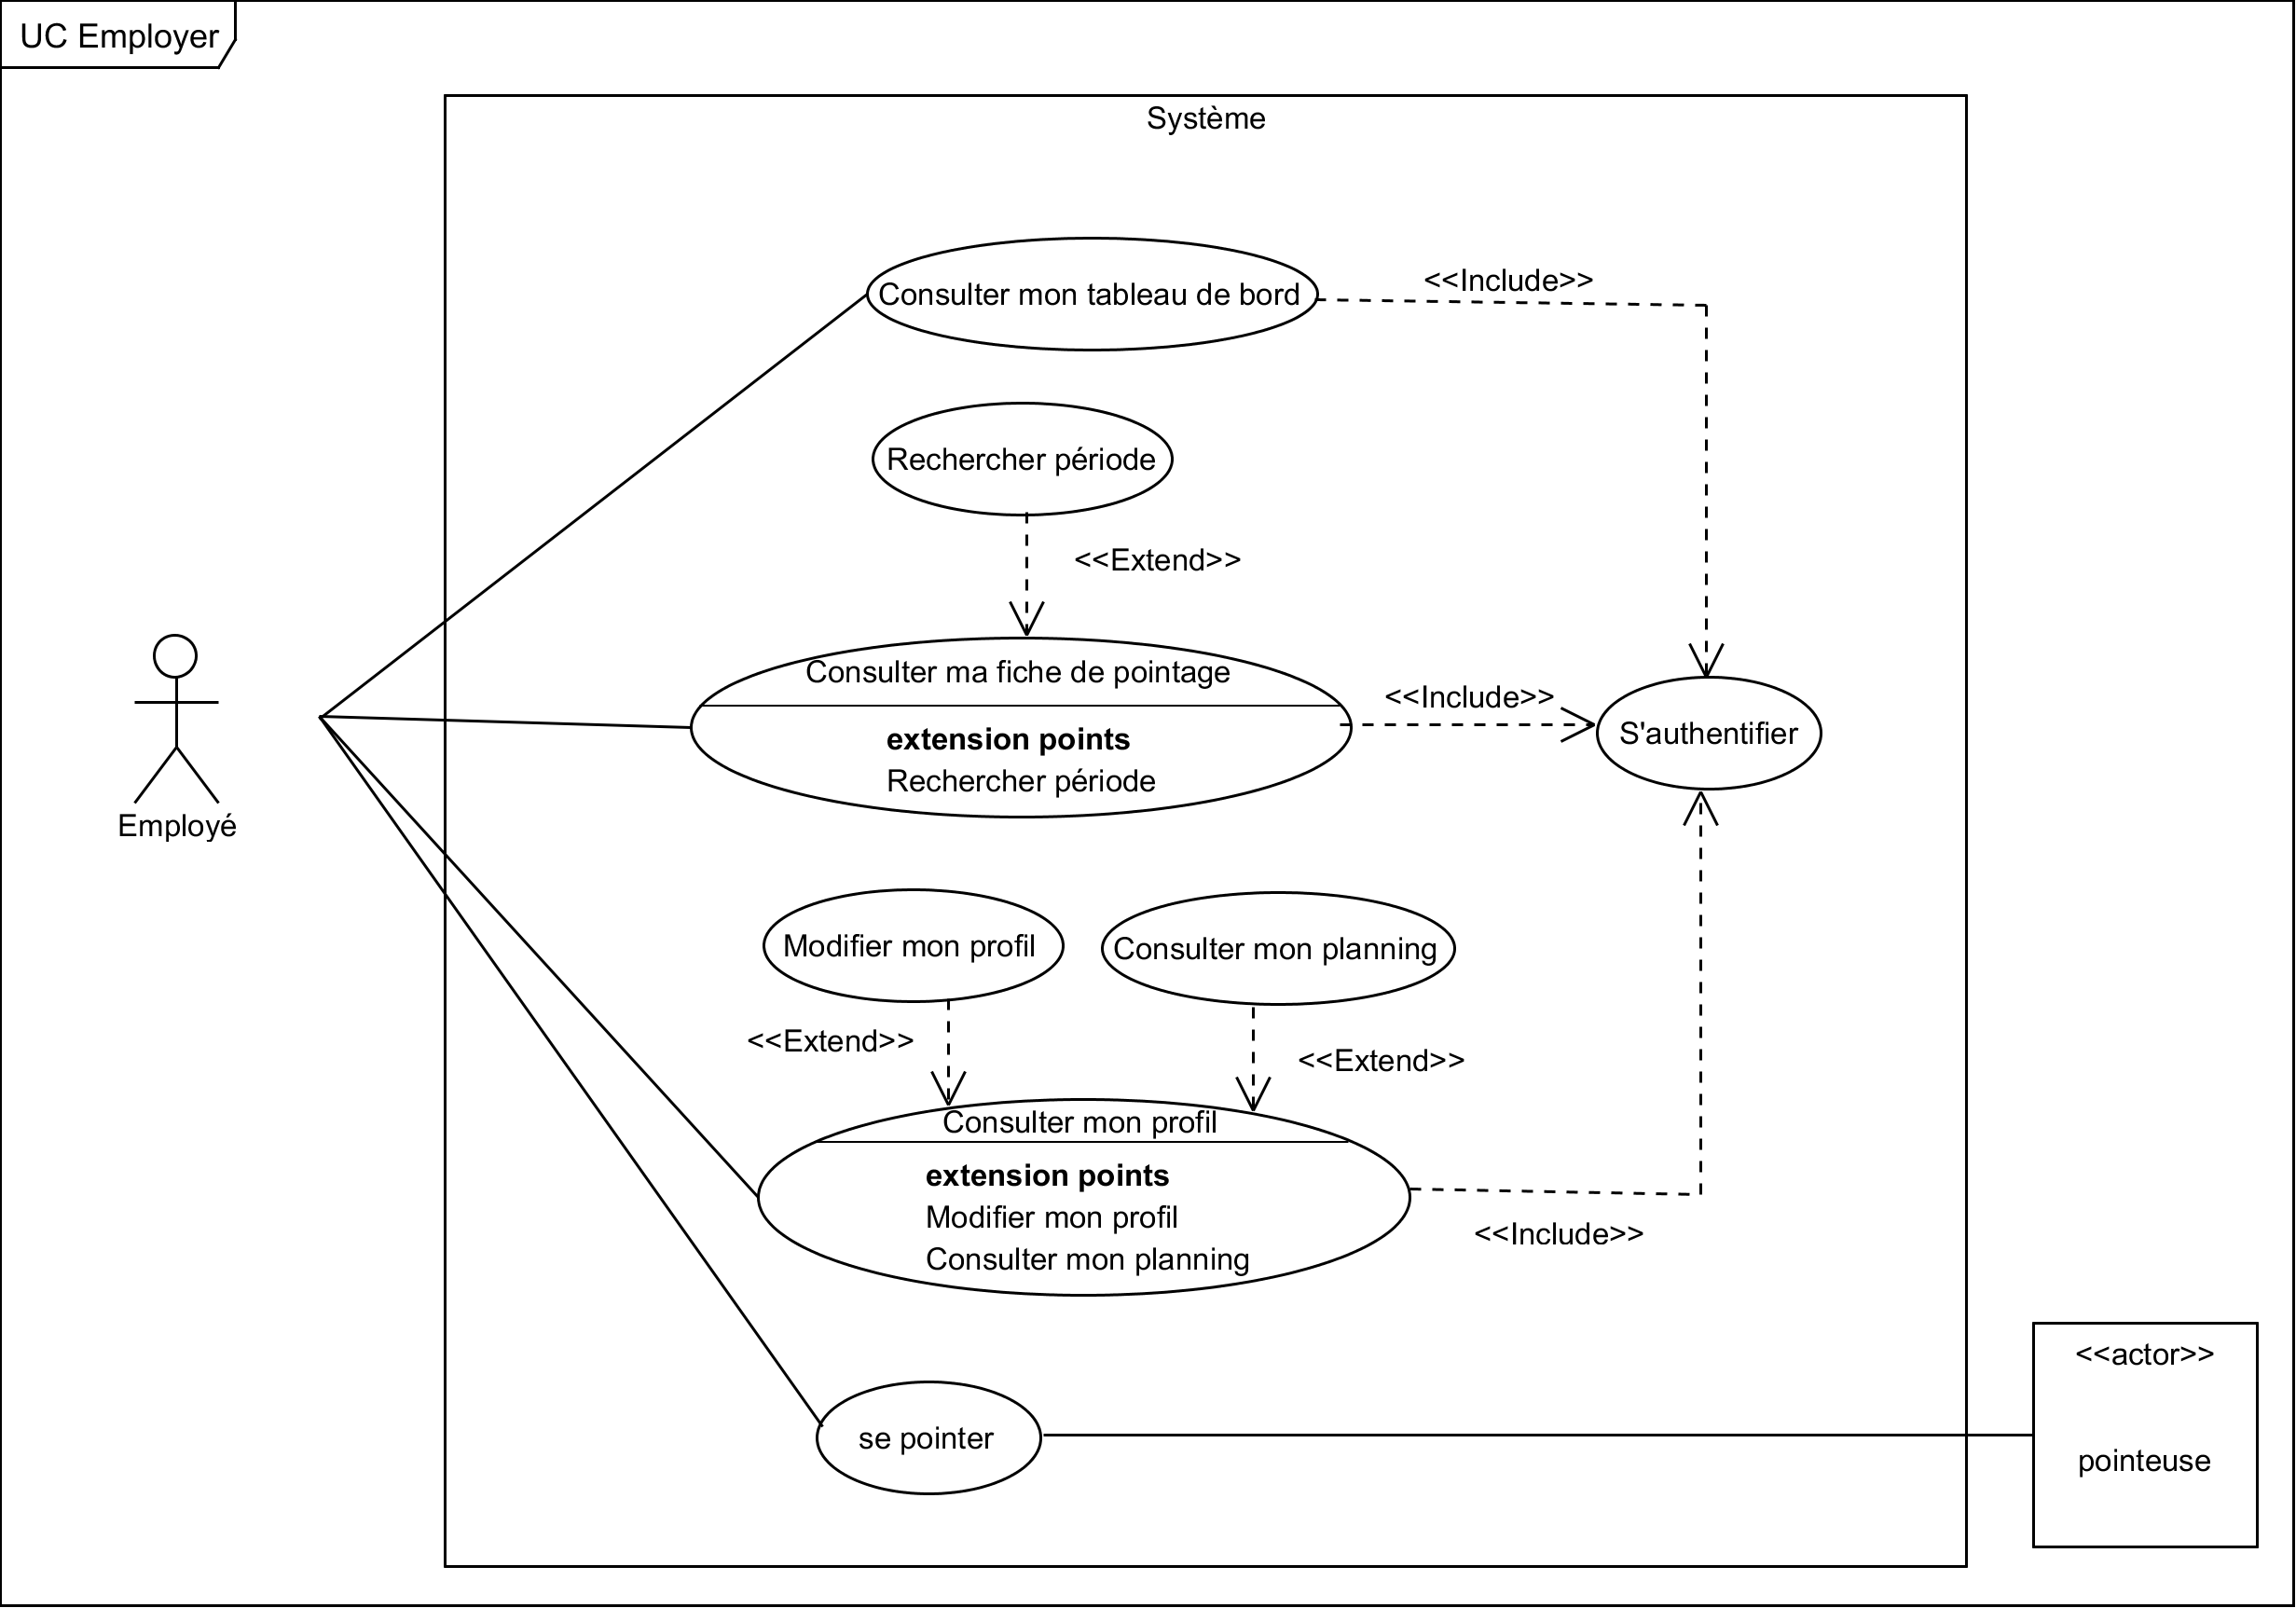 UC Employer
Système
Consulter mon tableau de bord
<<Include>>
Rechercher période
<<Extend>>
Consulter ma fiche de pointage
extension points
Rechercher période
<<Include>>
S'authentifier
Employé
Modifier mon profil
Consulter mon planning
<<Extend>>
<<Extend>>
Consulter mon profil
extension points
Modifier mon profil
Consulter mon planning
<<Include>>
se pointer
<<actor>>
pointeuse